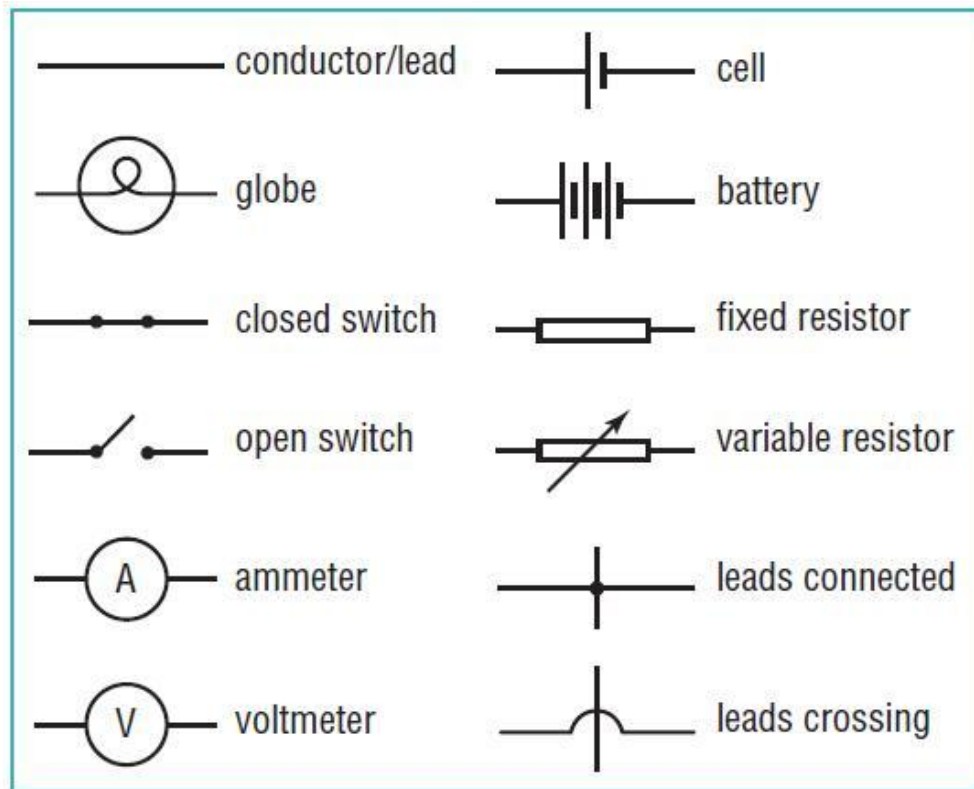 conductor/lead
cell
globe
battery
closed switch
fixed resistor
open switch
variable resistor
A
ammeter
leads connected
V
voltmeter
leads crossing